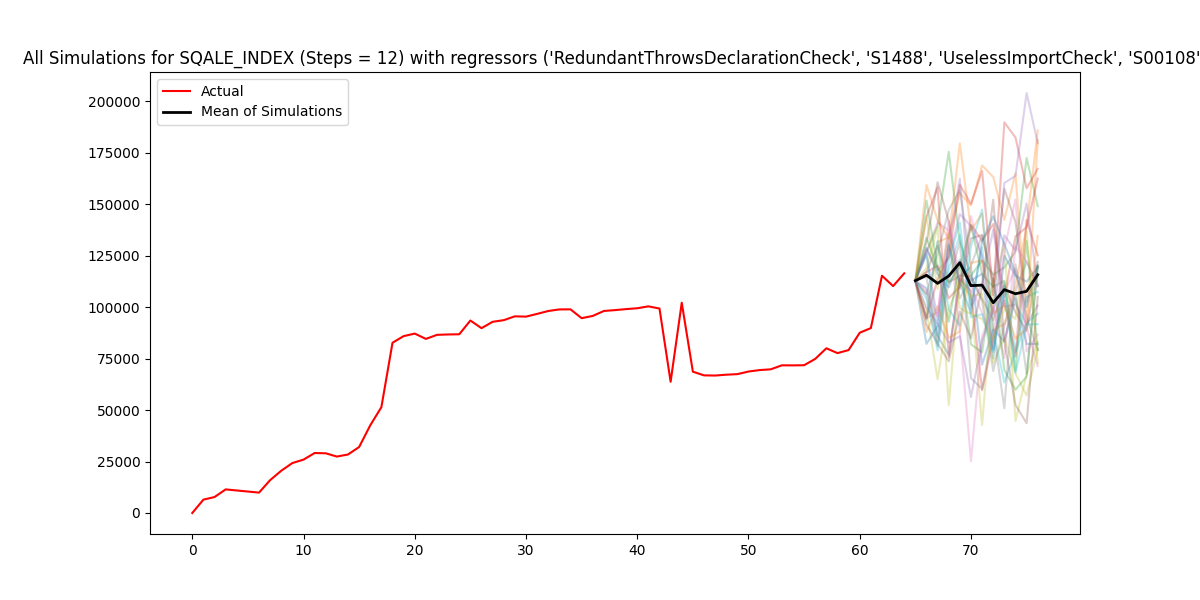 All Simulations for SQALE_INDEX (Steps = 12) with regressors ('RedundantThrowsDeclarationCheck', 'S1488', 'UselessImportCheck', 'S00108'
Actual
Mean of Simulations
200000
175000
150000
125000
100000
75000
50000
25000
0
0 10 20 30 40 50 60 70